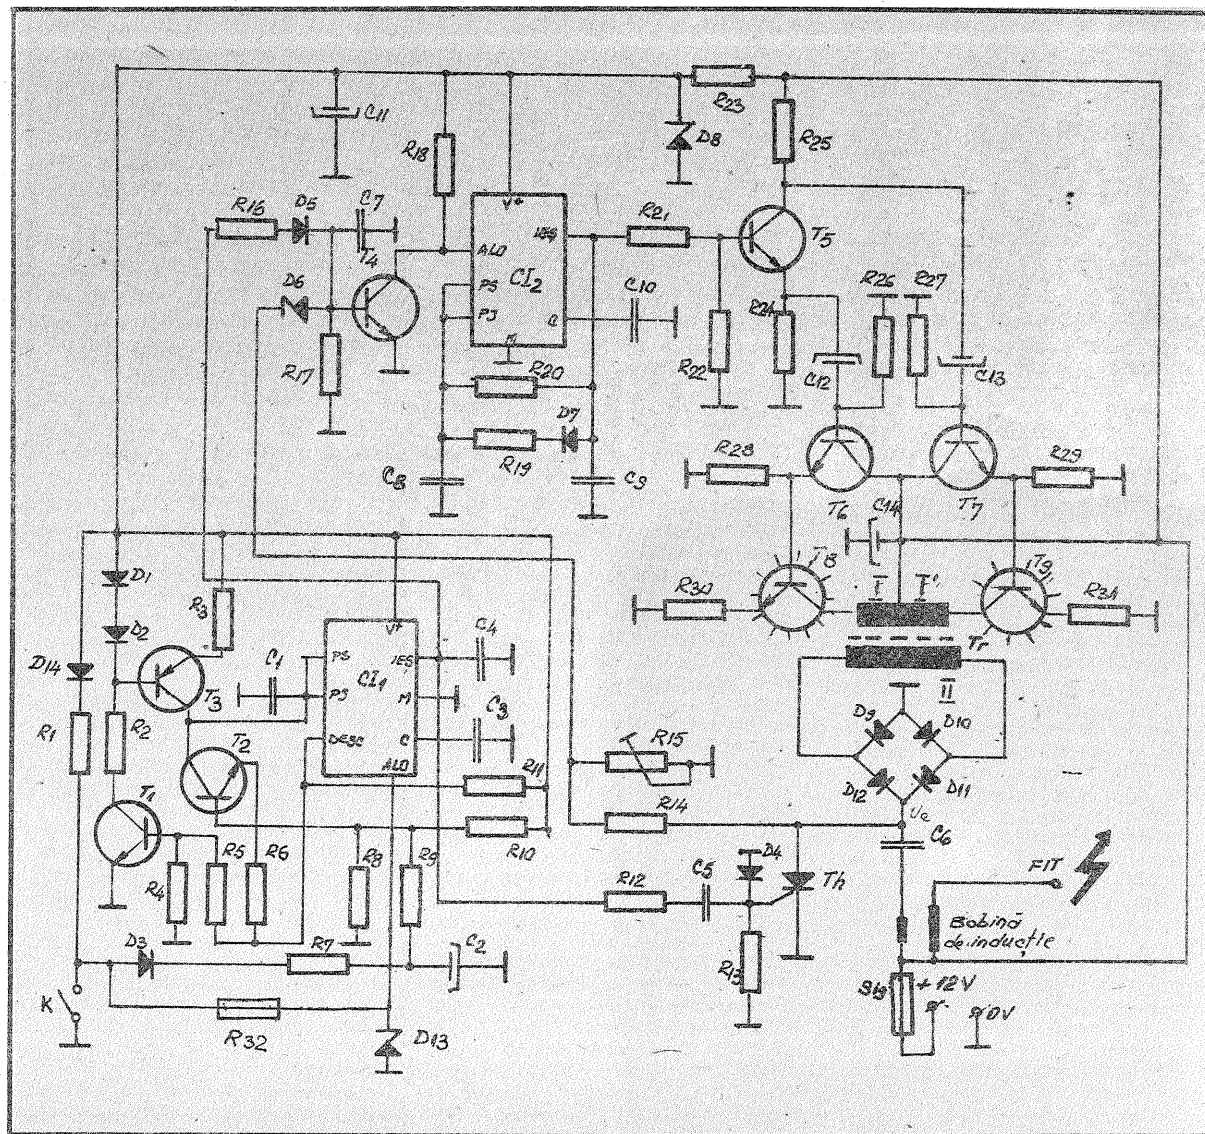 C11
R23
D8
R25
R18
R16
D5
C7
V+
IES
R21
T5
T4
ALO
CI2
D6
PS
PJ
C10
R26
R27
C
M
R24
R17
R20
R22
C12
C13
D7
R28
R29
R19
C8
C9
T6
T7
C14
D1
R3
T8
T9
I
I'
R30
R31
D2
V+
C4
Tr
D14
C1
PS
IES
CI1
II
T3
PS
M
D9
D10
R1
R2
C3
R15
DESC
C
T2
ALO
R11
D12
D11
T1
R14
Ue
C6
R10
R5
R6
R8
R9
D4
FIT
R4
R12
C5
Th
Bobină
de inducție
D3
R7
C2
R13
Sig
+12V
K
0V
R32
D13